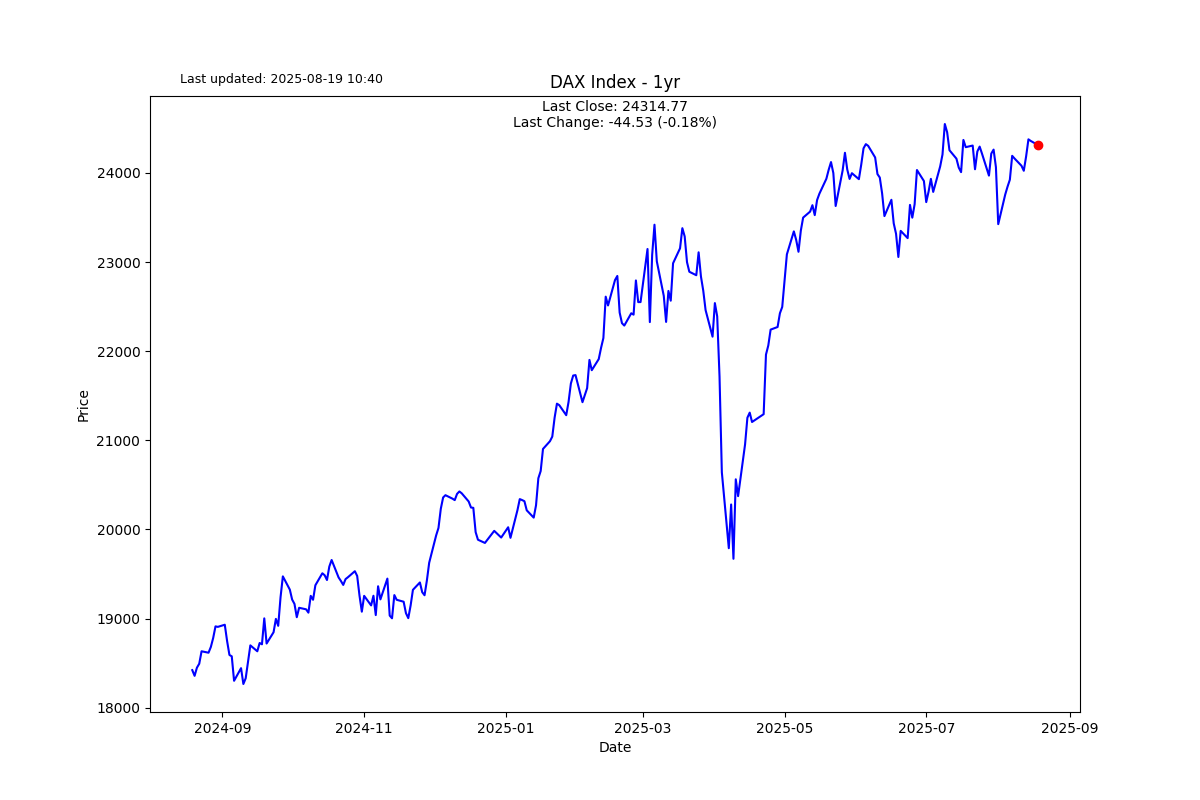 Last updated: 2025-08-19 10:40
DAX Index - 1yr
Last Close: 24314.77
Last Change: -44.53 (-0.18%)
24000
23000
22000
21000
20000
19000
18000
Price
2024-09
2024-11
2025-01
2025-03
2025-05
2025-07
2025-09
Date